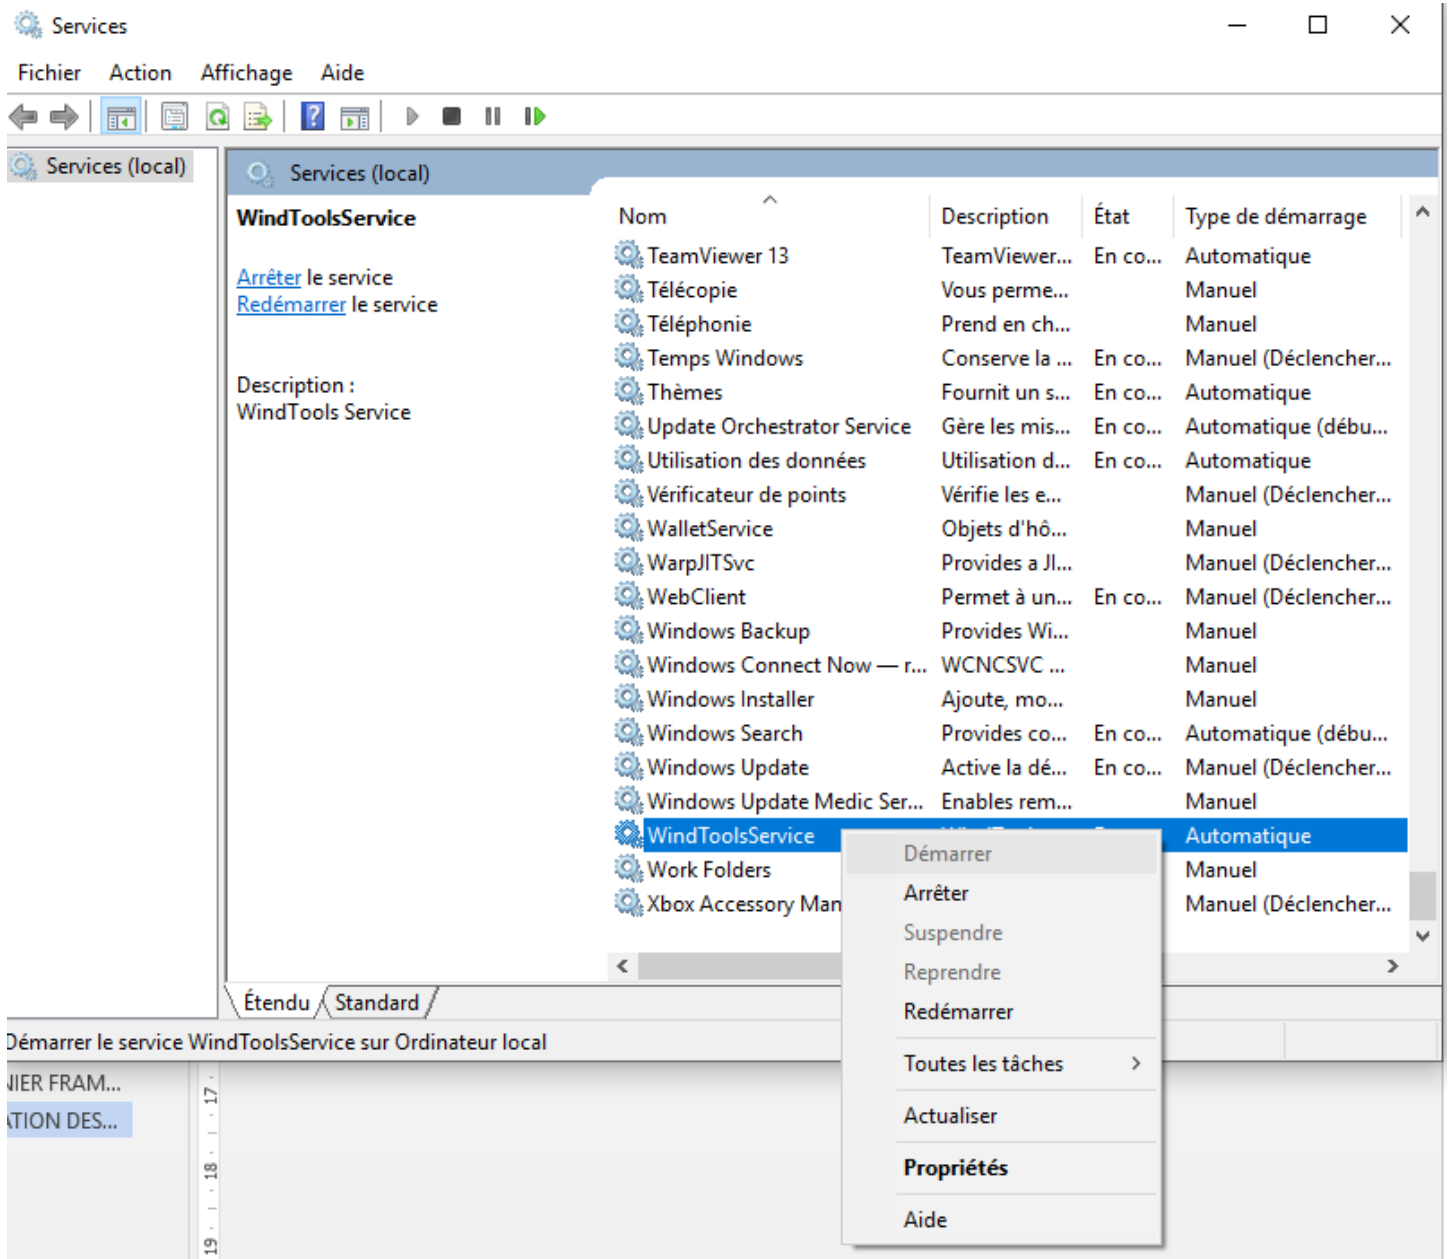 Services
Fichier Action Affichage Aide
Services (local)
Services (local)
WindToolsService
Arrêter le service
Redémarrer le service
Description :
WindTools Service
Nom Description État Type de démarrage
TeamViewer 13 TeamViewer... En co... Automatique
Télécopie Vous perme... Manuel
Téléphonie Prend en ch... Manuel
Temps Windows Conserve la ... En co... Manuel (Déclencher...
Thèmes Fournit un s... En co... Automatique
Update Orchestrator Service Gère les mis... En co... Automatique (débu...
Utilisation des données Utilisation d... En co... Automatique
Vérificateur de points Vérifie les e... Manuel (Déclencher...
WalletService Objets d'hô... Manuel
WarpJITSvc Provides a JI... Manuel (Déclencher...
WebClient Permet à un... En co... Manuel (Déclencher...
Windows Backup Provides Wi... Manuel
Windows Connect Now — r... WCNCSVC ... Manuel
Windows Installer Ajoute, mo... Manuel
Windows Search Provides co... En co... Automatique (débu...
Windows Update Active la dé... En co... Manuel (Déclencher...
Windows Update Medic Ser... Enables rem... Manuel
WindToolsService Automatique
Work Folders Manuel
Xbox Accessory Man Manuel (Déclencher...
Démarrer
Arrêter
Suspendre
Reprendre
Redémarrer
Toutes les tâches
Actualiser
Propriétés
Aide
Étendu Standard
Démarrer le service WindToolsService sur Ordinateur local
NIER FRAM...
ATION DES...
17
18
19